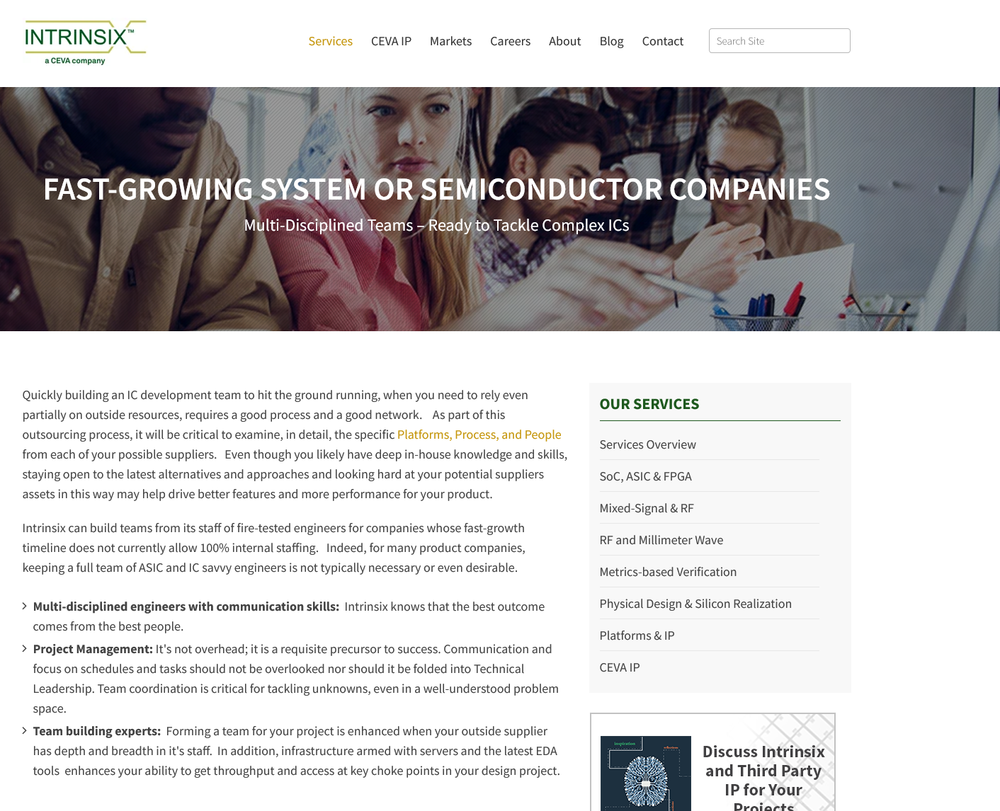 INTRINSIX™
a CEVA company
Services CEVA IP Markets Careers About Blog Contact Search Site
FAST-GROWING SYSTEM OR SEMICONDUCTOR COMPANIES
Multi-Disciplined Teams – Ready to Tackle Complex ICs
Quickly building an IC development team to hit the ground running, when you need to rely even
partially on outside resources, requires a good process and a good network. As part of this
outsourcing process, it will be critical to examine, in detail, the specific Platforms, Process, and People
from each of your possible suppliers. Even though you likely have deep in-house knowledge and skills,
staying open to the latest alternatives and approaches and looking hard at your potential suppliers
assets in this way may help drive better features and more performance for your product.
Intrinsix can build teams from its staff of fire-tested engineers for companies whose fast-growth
timeline does not currently allow 100% internal staffing. Indeed, for many product companies,
keeping a full team of ASIC and IC savvy engineers is not typically necessary or even desirable.
Multi-disciplined engineers with communication skills: Intrinsix knows that the best outcome
comes from the best people.
Project Management: It's not overhead; it is a requisite precursor to success. Communication and
focus on schedules and tasks should not be overlooked nor should it be folded into Technical
Leadership. Team coordination is critical for tackling unknowns, even in a well-understood problem
space.
Team building experts: Forming a team for your project is enhanced when your outside supplier
has depth and breadth in it's staff. In addition, infrastructure armed with servers and the latest EDA
tools enhances your ability to get throughput and access at key choke points in your design project.
OUR SERVICES
Services Overview
SoC, ASIC & FPGA
Mixed-Signal & RF
RF and Millimeter Wave
Metrics-based Verification
Physical Design & Silicon Realization
Platforms & IP
CEVA IP
inspiration
reflections
Discuss Intrinsix
and Third Party
IP for Your
Projects